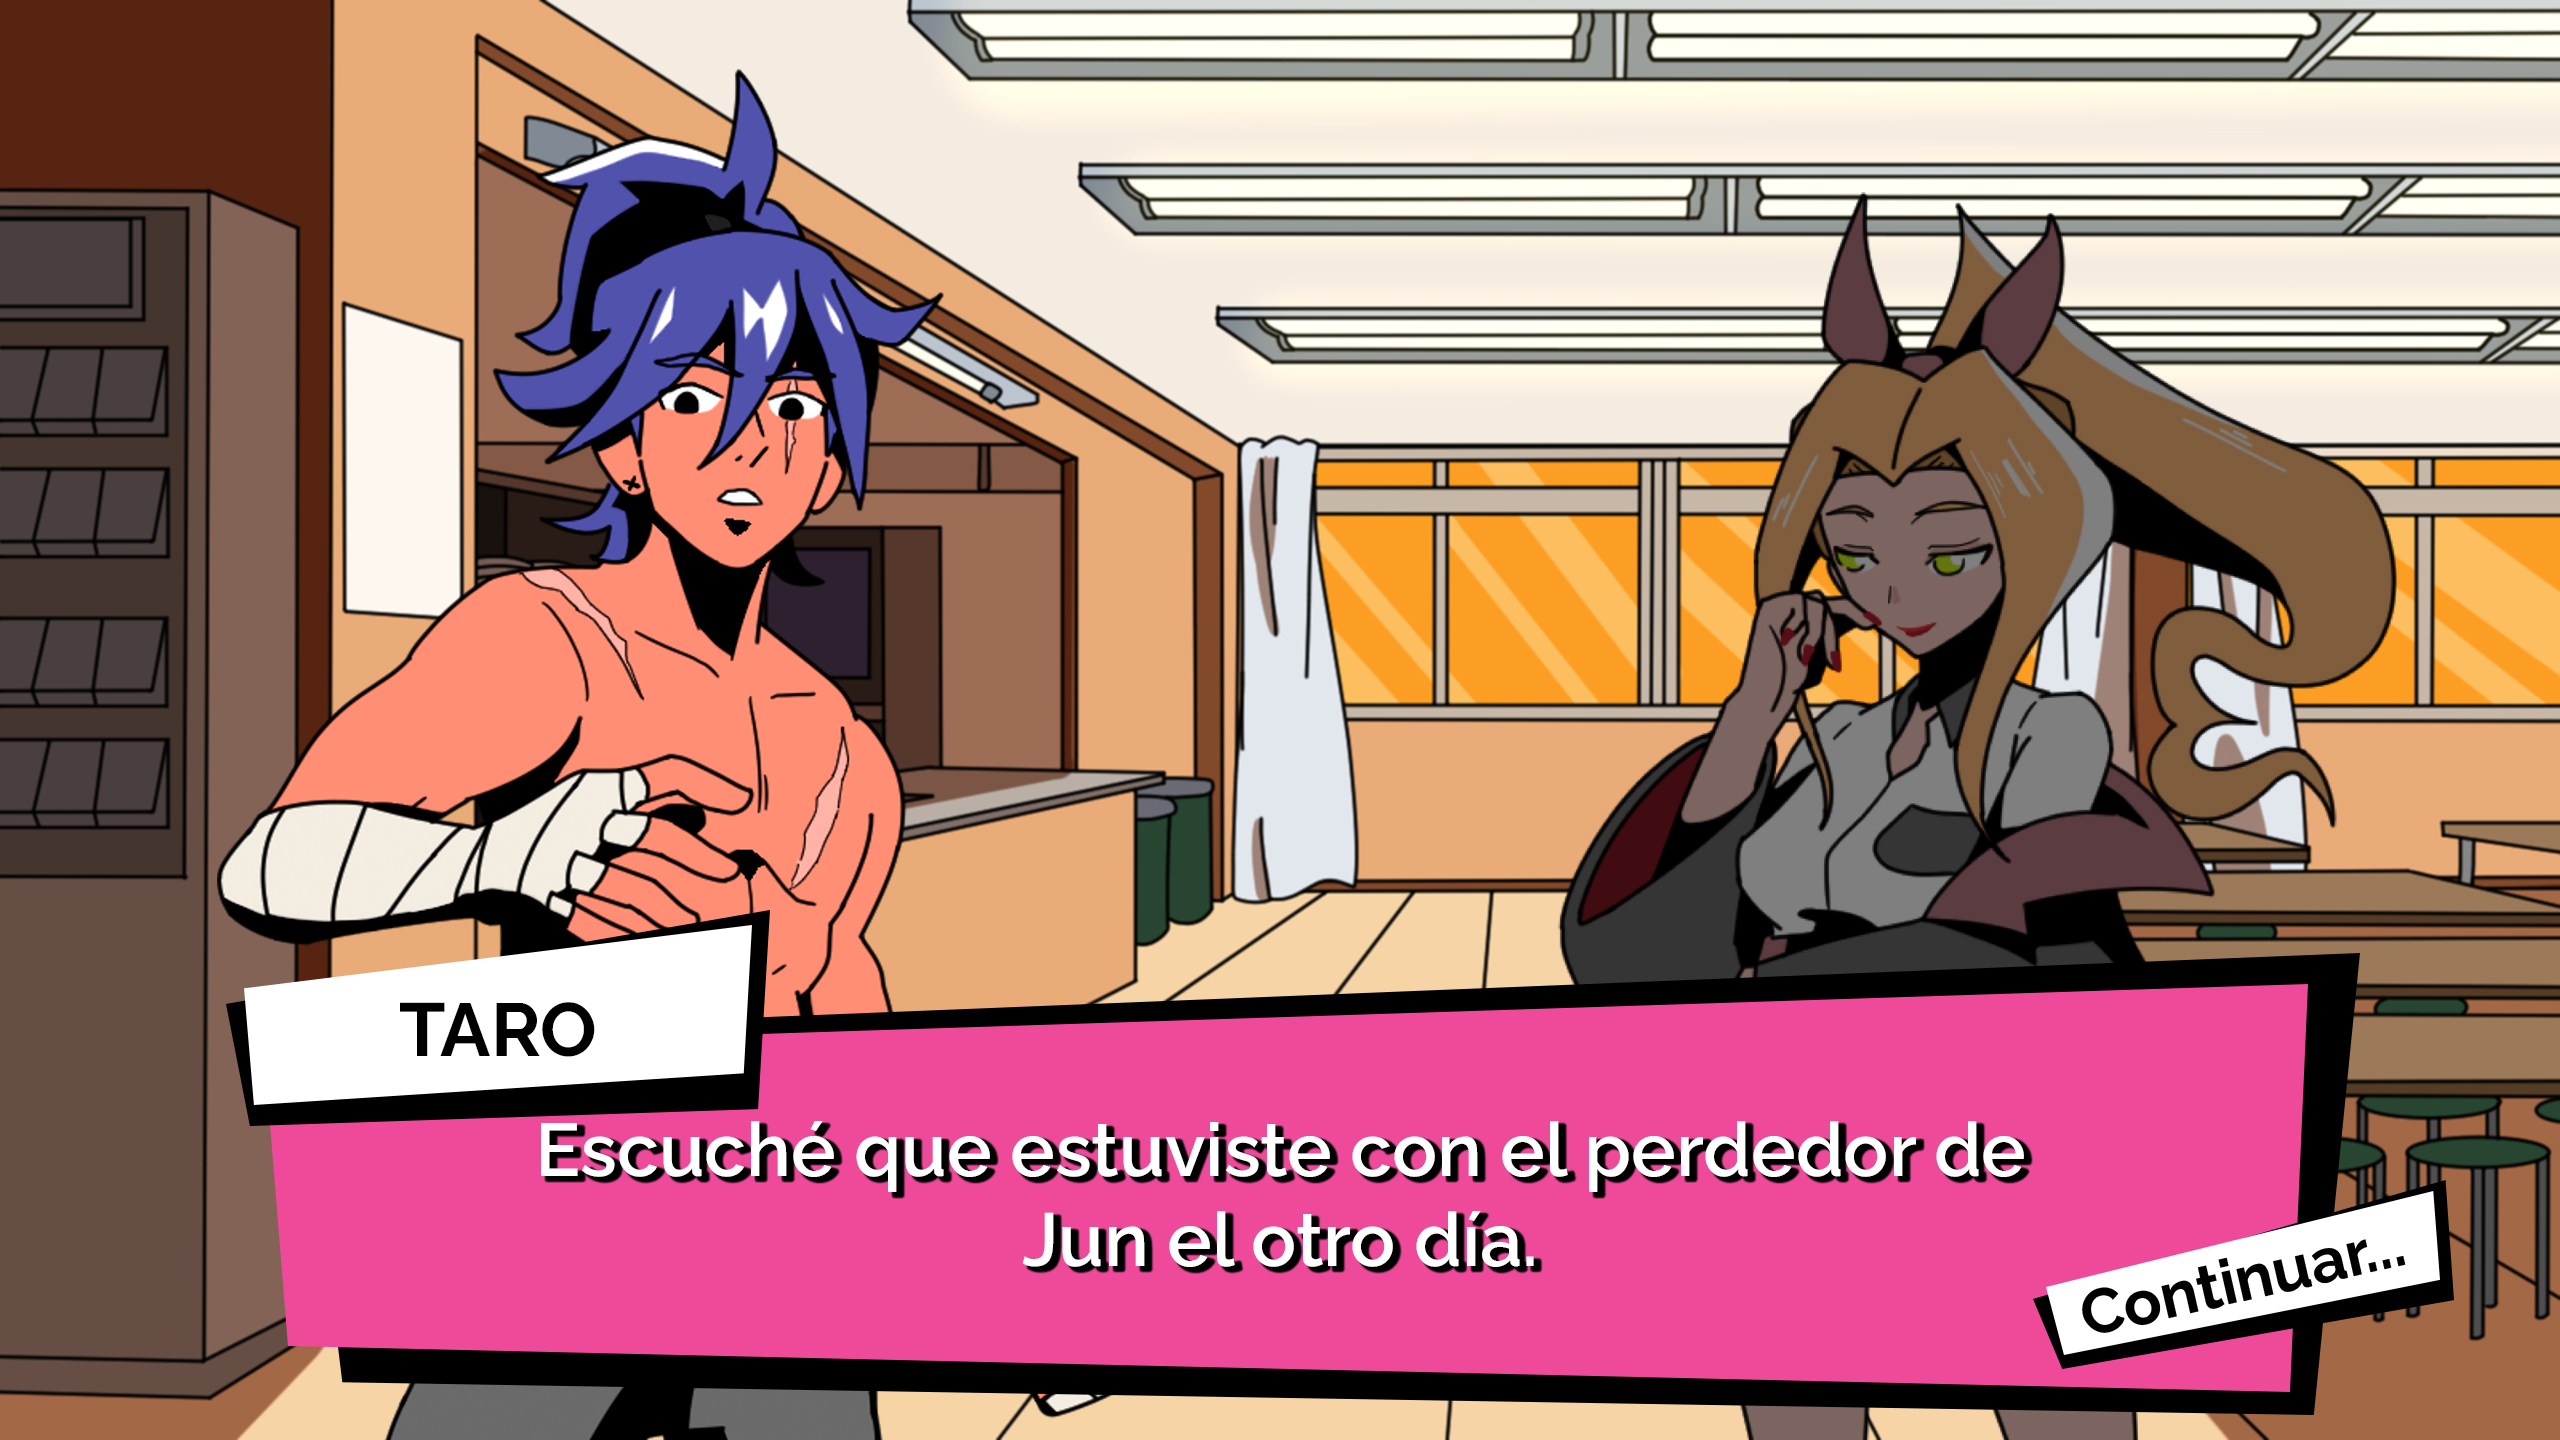 TARO
Escuché que estuviste con el perdedor de
Jun el otro día.
Continuar...